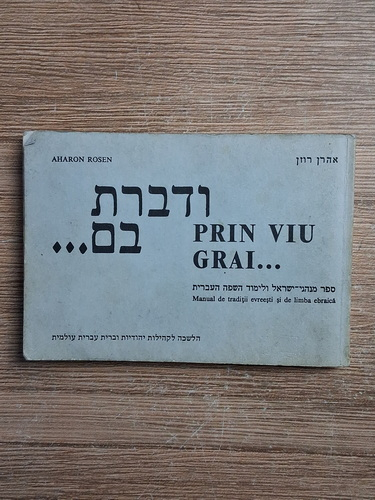 AHARON ROSEN
אהרן רוזן
ודברת
בם...
PRIN VIU
GRAI...
ספר מנהגי־ישראל ולימוד השפה העברית
Manual de tradiții evreești și de limba ebraică
הלשכה לקהילות יהודיות וברית עברית עולמית